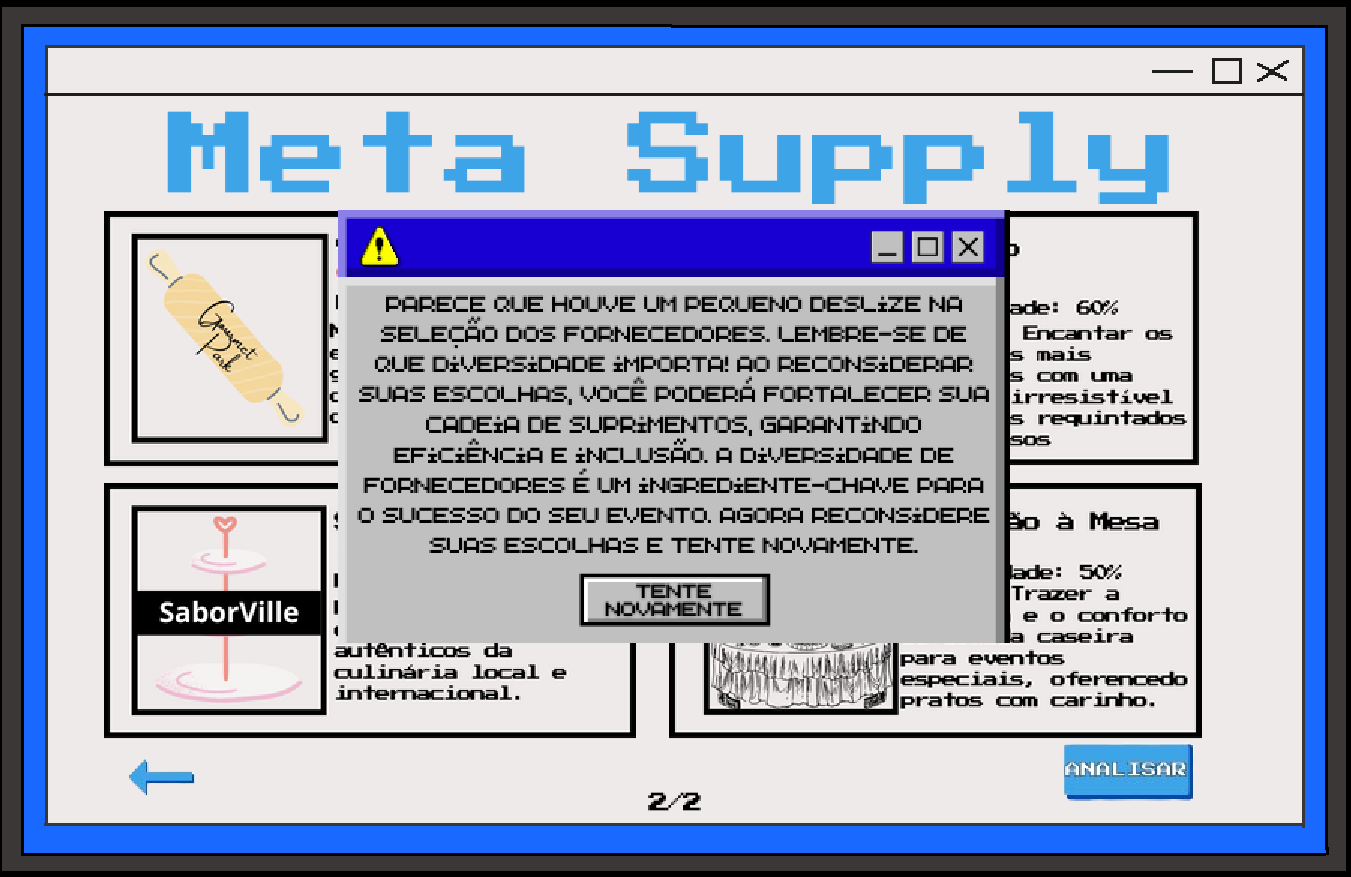 Meta Supply
PARECE QUE HOUVE UM PEQUENO DESLIZE NA
SELEÇÃO DOS FORNECEDORES. LEMBRE-SE DE
QUE DIVERSIDADE IMPORTA! AO RECONSIDERAR
SUAS ESCOLHAS, VOCÊ PODERÁ FORTALECER SUA
CADEIA DE SUPRIMENTOS, GARANTINDO
EFICIÊNCIA E INCLUSÃO. A DIVERSIDADE DE
FORNECEDORES É UM INGREDIENTE-CHAVE PARA
O SUCESSO DO SEU EVENTO. AGORA RECONSIDERE
SUAS ESCOLHAS E TENTE NOVAMENTE.
TENTE
NOVAMENTE
Gourmet
Park
ade: 60%
Encantar os
s mais
s com uma
irresistível
s requintados
sos
SaborVille
autênticos da
culinária local e
internacional.
ão à Mesa
dade: 50%
Trazer a
e o conforto
a caseira
para eventos
especiais, oferencedo
pratos com carinho.
2/2
ANALISAR